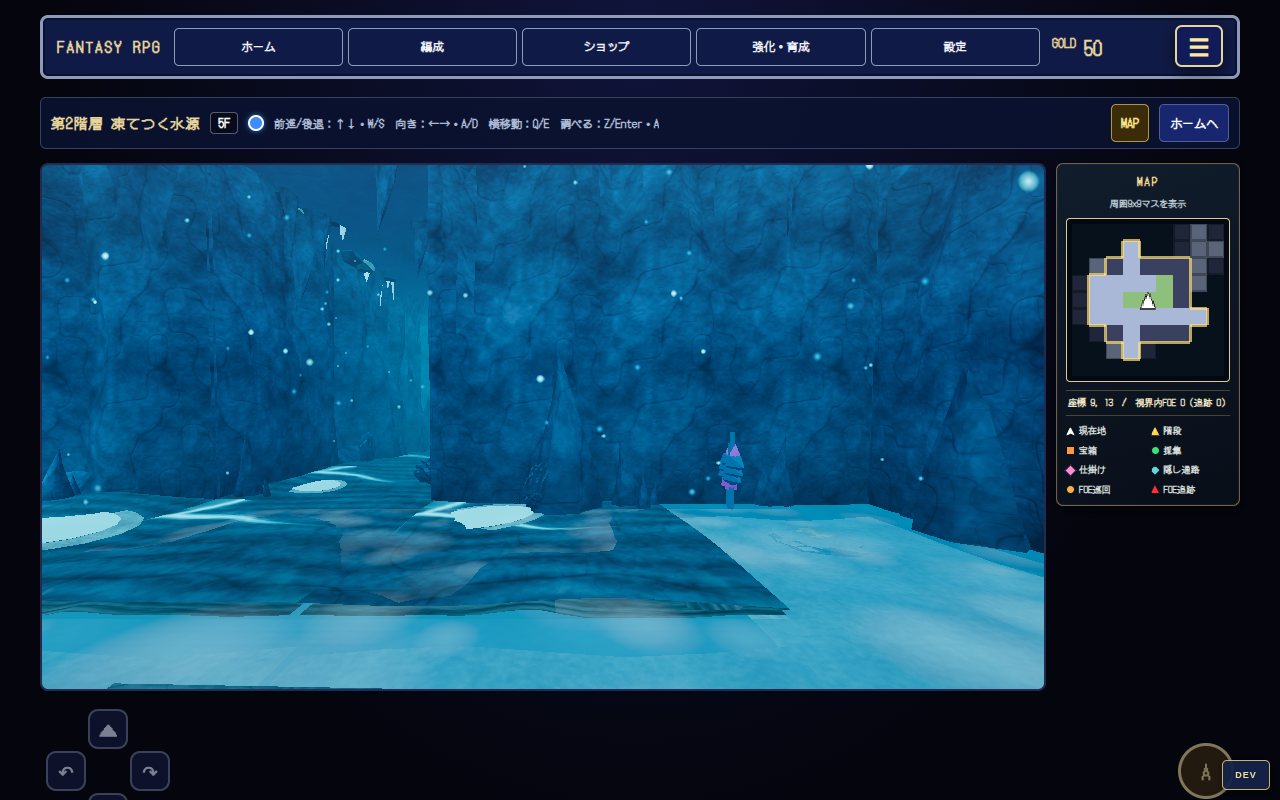 FANTASY RPG
ホーム
編成
ショップ
強化・育成
設定
GOLD 50
第2階層 凍てつく水源
5F
前進/後退：↑↓・W/S 向き：←→・A/D 横移動：Q/E 調べる：Z/Enter・A
MAP
ホームへ
MAP
周囲9x9マスを表示
座標 9, 13 / 視界内FOE 0 (追跡 0)
現在地
階段
宝箱
採集
仕掛け
隠し通路
FOE巡回
FOE追跡
A
DEV